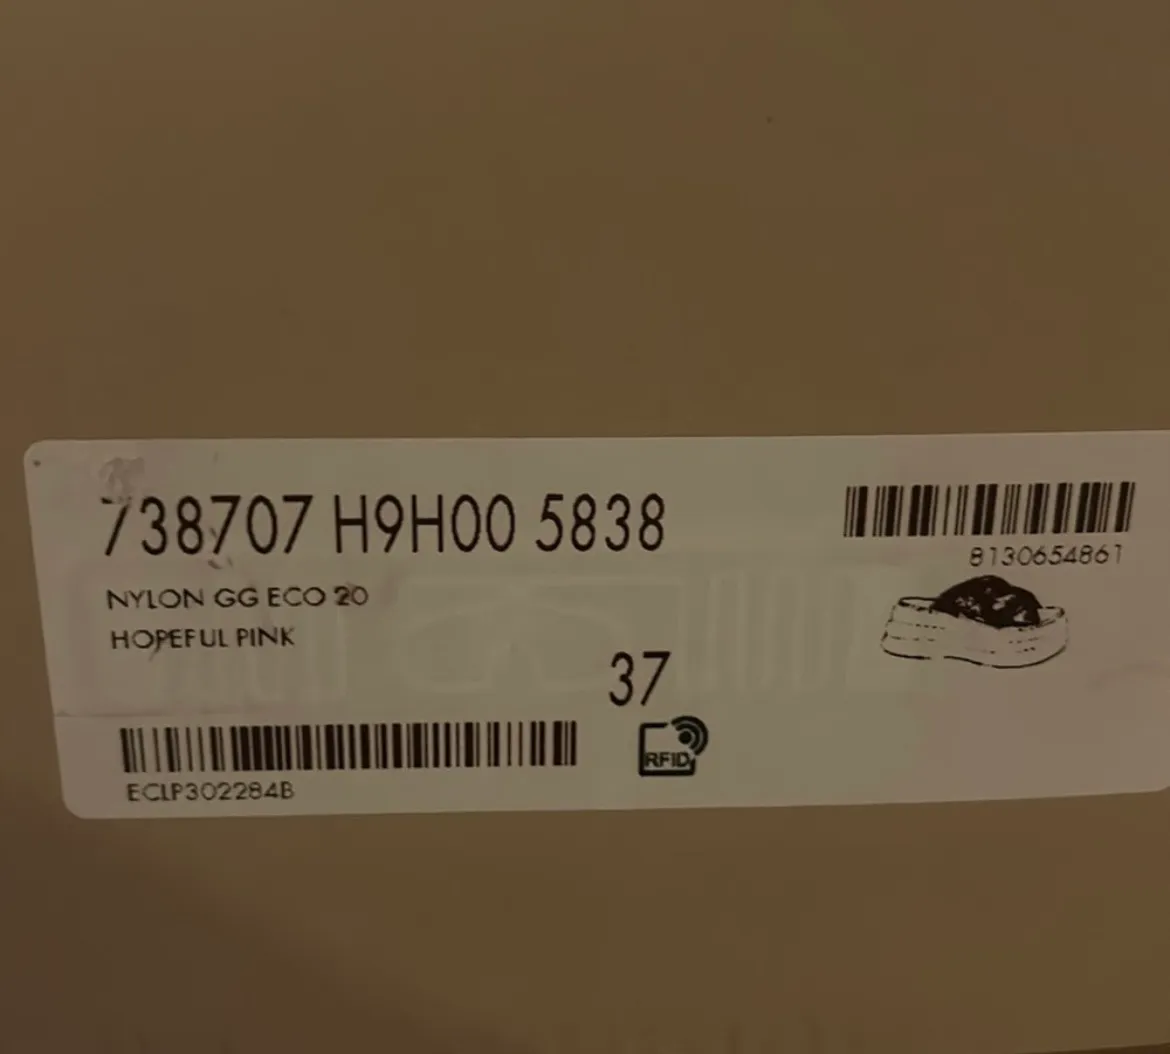 738707 H9H00 5838
8130654861
NYLON GG ECO 20
HOPEFUL PINK
37
RFID
ECLP302284B